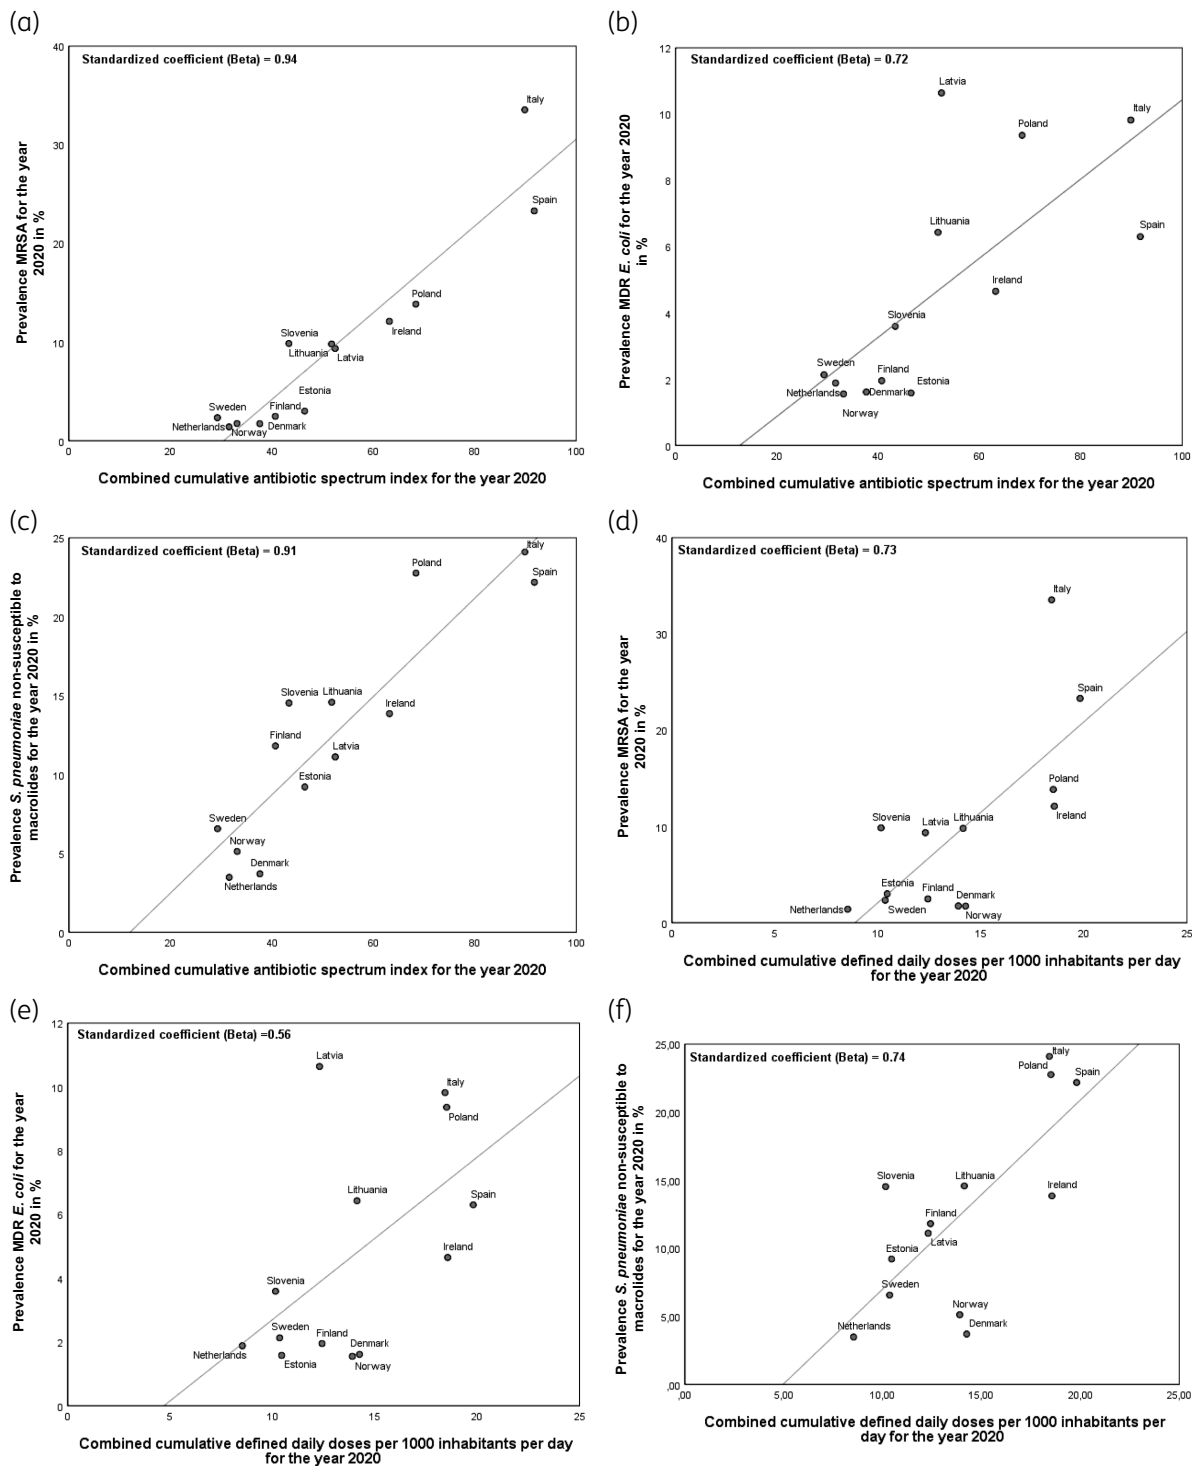 (a)
Standardized coefficient (Beta) = 0.94
Prevalence MRSA for the year
2020 in %
40
30
20
10
0
Italy
Spain
Poland
Ireland
Slovenia
Lithuania
Latvia
Estonia
Sweden
Finland
Netherlands
Norway
Denmark
0 20 40 60 80 100
Combined cumulative antibiotic spectrum index for the year 2020
(b)
Standardized coefficient (Beta) = 0.72
Prevalence MDR E. coli for the year 2020
in %
12
10
8
6
4
2
0
Latvia
Italy
Poland
Lithuania
Spain
Ireland
Slovenia
Sweden
Finland
Netherlands
Denmark
Estonia
Norway
0 20 40 60 80 100
Combined cumulative antibiotic spectrum index for the year 2020
(c)
Standardized coefficient (Beta) = 0.91
Prevalence S. pneumoniae non-susceptible to
macrolides for the year 2020 in %
25
20
15
10
5
0
Italy
Poland
Spain
Slovenia
Lithuania
Ireland
Finland
Latvia
Estonia
Sweden
Norway
Denmark
Netherlands
0 20 40 60 80 100
Combined cumulative antibiotic spectrum index for the year 2020
(d)
Standardized coefficient (Beta) = 0.73
Prevalence MRSA for the year
2020 in %
40
30
20
10
0
Italy
Spain
Poland
Ireland
Slovenia
Latvia
Lithuania
Estonia
Finland
Denmark
Netherlands
Sweden
Norway
0 5 10 15 20 25
Combined cumulative defined daily doses per 1000 inhabitants per day
for the year 2020
(e)
Standardized coefficient (Beta) =0.56
Prevalence MDR E. coli for the year
2020 in %
12
10
8
6
4
2
0
Latvia
Italy
Poland
Lithuania
Spain
Ireland
Slovenia
Sweden
Finland
Denmark
Netherlands
Estonia
Norway
0 5 10 15 20 25
Combined cumulative defined daily doses per 1000 inhabitants per day
for the year 2020
(f)
Standardized coefficient (Beta) = 0.74
Prevalence S. pneumoniae non-susceptible to
macrolides for the year 2020 in %
25,00
20,00
15,00
10,00
5,00
,00
Italy
Poland
Spain
Slovenia
Lithuania
Ireland
Finland
Latvia
Estonia
Sweden
Norway
Denmark
Netherlands
,00 5,00 10,00 15,00 20,00 25,00
Combined cumulative defined daily doses per 1000 inhabitants per
day for the year 2020